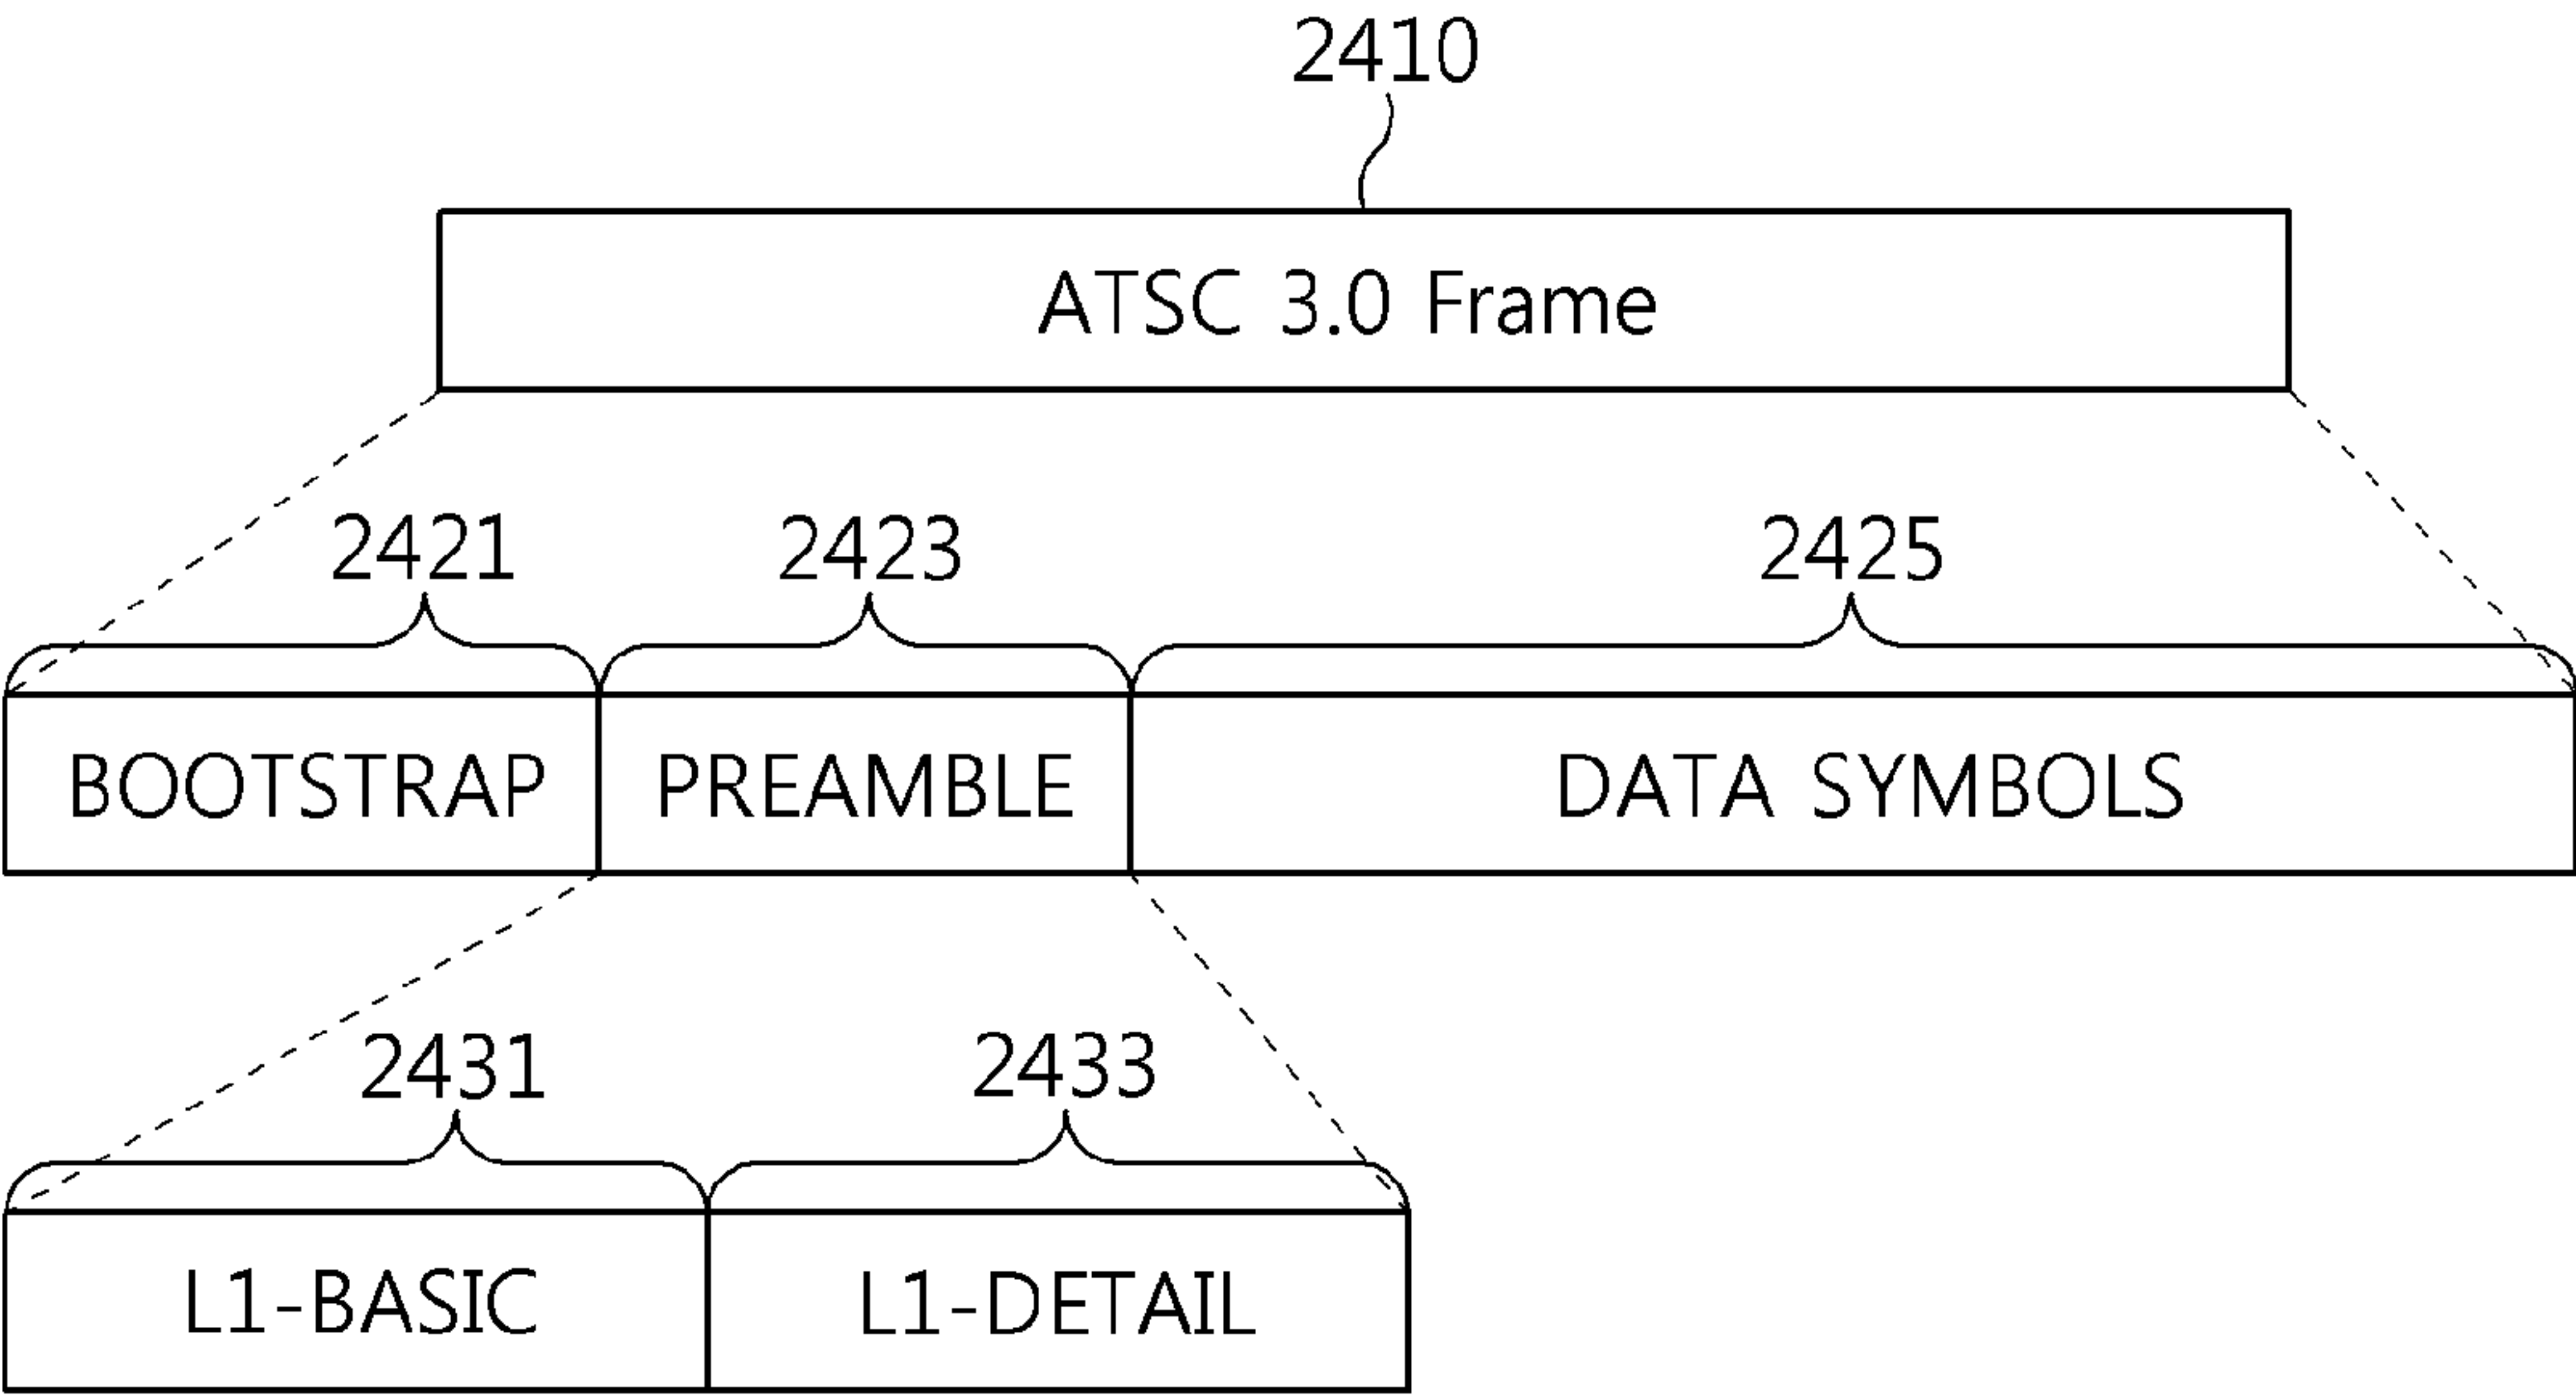 2410
ATSC 3.0 Frame
2421 2423 2425
BOOTSTRAP PREAMBLE DATA SYMBOLS
2431 2433
L1-BASIC L1-DETAIL